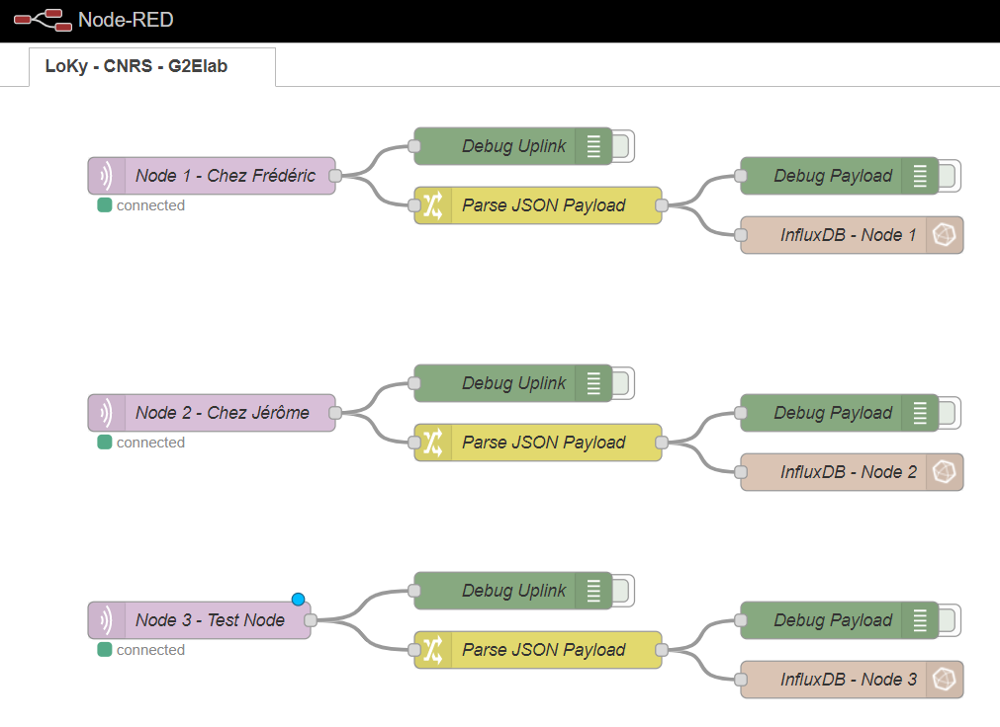 Node-RED
LoKy - CNRS - G2Elab
Debug Uplink
Node 1 - Chez Frédéric
Debug Payload
connected
Parse JSON Payload
InfluxDB - Node 1
Debug Uplink
Node 2 - Chez Jérôme
Debug Payload
connected
Parse JSON Payload
InfluxDB - Node 2
Debug Uplink
Node 3 - Test Node
Debug Payload
connected
Parse JSON Payload
InfluxDB - Node 3